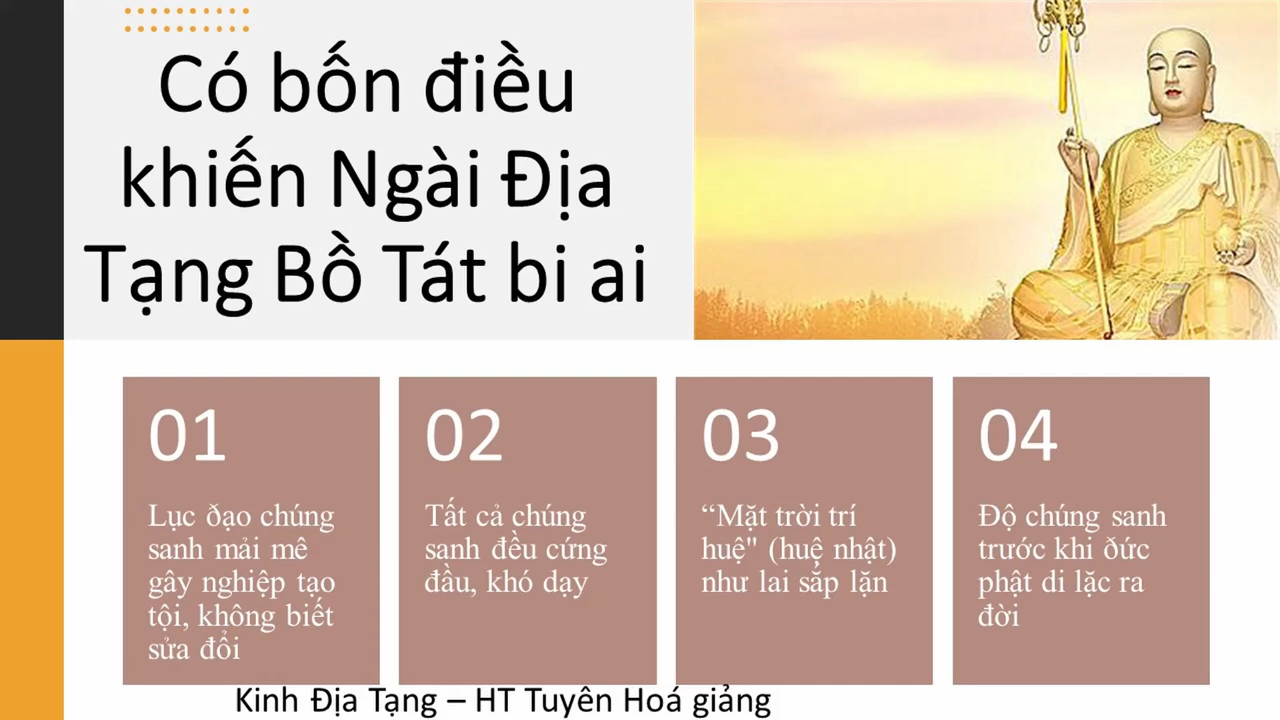 Có bốn điều
khiến Ngài Địa
Tạng Bồ Tát bi ai
01
Lục ðạo chúng
sanh mải mê
gây nghiệp tạo
tội, không biết
sửa đổi
02
Tất cả chúng
sanh đều cứng
đầu, khó dạy
03
“Mặt trời trí
huệ" (huệ nhật)
như lai sắp lặn
04
Độ chúng sanh
trước khi ðức
phật di lặc ra
đời
Kinh Địa Tạng – HT Tuyên Hoá giảng